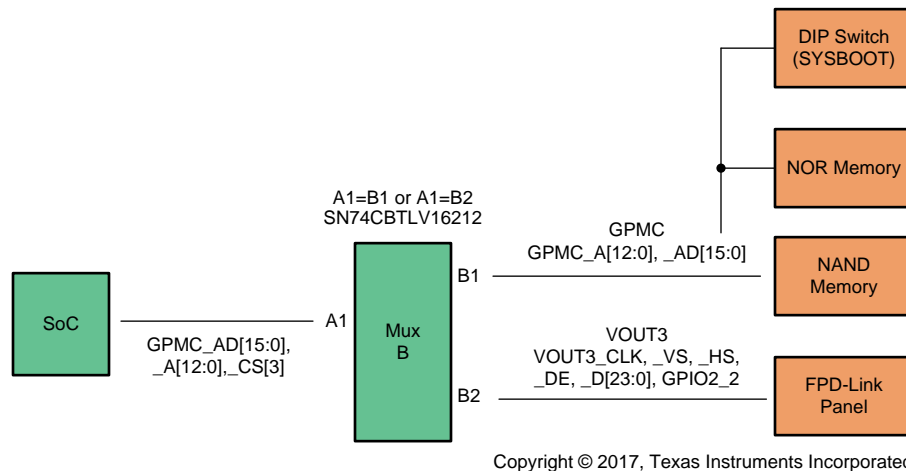 DIP Switch
(SYSBOOT)
NOR Memory
A1=B1 or A1=B2
SN74CBTLV16212
GPMC
GPMC_A[12:0], _AD[15:0]
B1
NAND
Memory
SoC
A1
Mux
B
GPMC_AD[15:0],
_A[12:0],_CS[3]
VOUT3
VOUT3_CLK, _VS, _HS,
_DE, _D[23:0], GPIO2_2
B2
FPD-Link
Panel
Copyright © 2017, Texas Instruments Incorporated